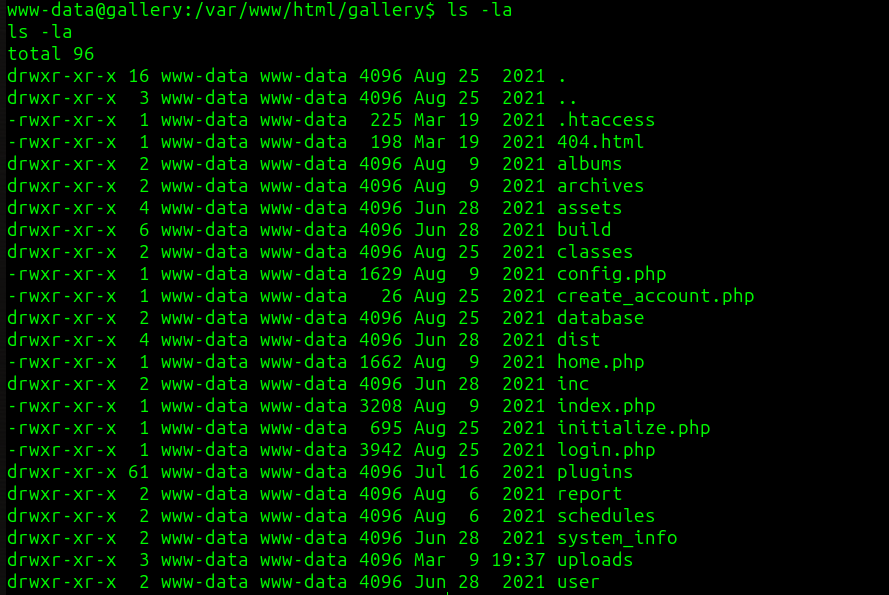 www-data@gallery:/var/www/html/gallery$ ls -la
ls -la
total 96
drwxr-xr-x 16 www-data www-data 4096 Aug 25  2021 .
drwxr-xr-x  3 www-data www-data 4096 Aug 25  2021 ..
-rwxr-xr-x  1 www-data www-data  225 Mar 19  2021 .htaccess
-rwxr-xr-x  1 www-data www-data  198 Mar 19  2021 404.html
drwxr-xr-x  2 www-data www-data 4096 Aug  9  2021 albums
drwxr-xr-x  2 www-data www-data 4096 Aug  9  2021 archives
drwxr-xr-x  4 www-data www-data 4096 Jun 28  2021 assets
drwxr-xr-x  6 www-data www-data 4096 Jun 28  2021 build
drwxr-xr-x  2 www-data www-data 4096 Aug 25  2021 classes
-rwxr-xr-x  1 www-data www-data 1629 Aug  9  2021 config.php
-rwxr-xr-x  1 www-data www-data   26 Aug 25  2021 create_account.php
drwxr-xr-x  2 www-data www-data 4096 Aug 25  2021 database
drwxr-xr-x  4 www-data www-data 4096 Jun 28  2021 dist
-rwxr-xr-x  1 www-data www-data 1662 Aug  9  2021 home.php
drwxr-xr-x  2 www-data www-data 4096 Jun 28  2021 inc
-rwxr-xr-x  1 www-data www-data 3208 Aug  9  2021 index.php
-rwxr-xr-x  1 www-data www-data  695 Aug 25  2021 initialize.php
-rwxr-xr-x  1 www-data www-data 3942 Aug 25  2021 login.php
drwxr-xr-x 61 www-data www-data 4096 Jul 16  2021 plugins
drwxr-xr-x  2 www-data www-data 4096 Aug  6  2021 report
drwxr-xr-x  2 www-data www-data 4096 Aug  6  2021 schedules
drwxr-xr-x  2 www-data www-data 4096 Jun 28  2021 system_info
drwxr-xr-x  3 www-data www-data 4096 Mar  9 19:37 uploads
drwxr-xr-x  2 www-data www-data 4096 Jun 28  2021 user